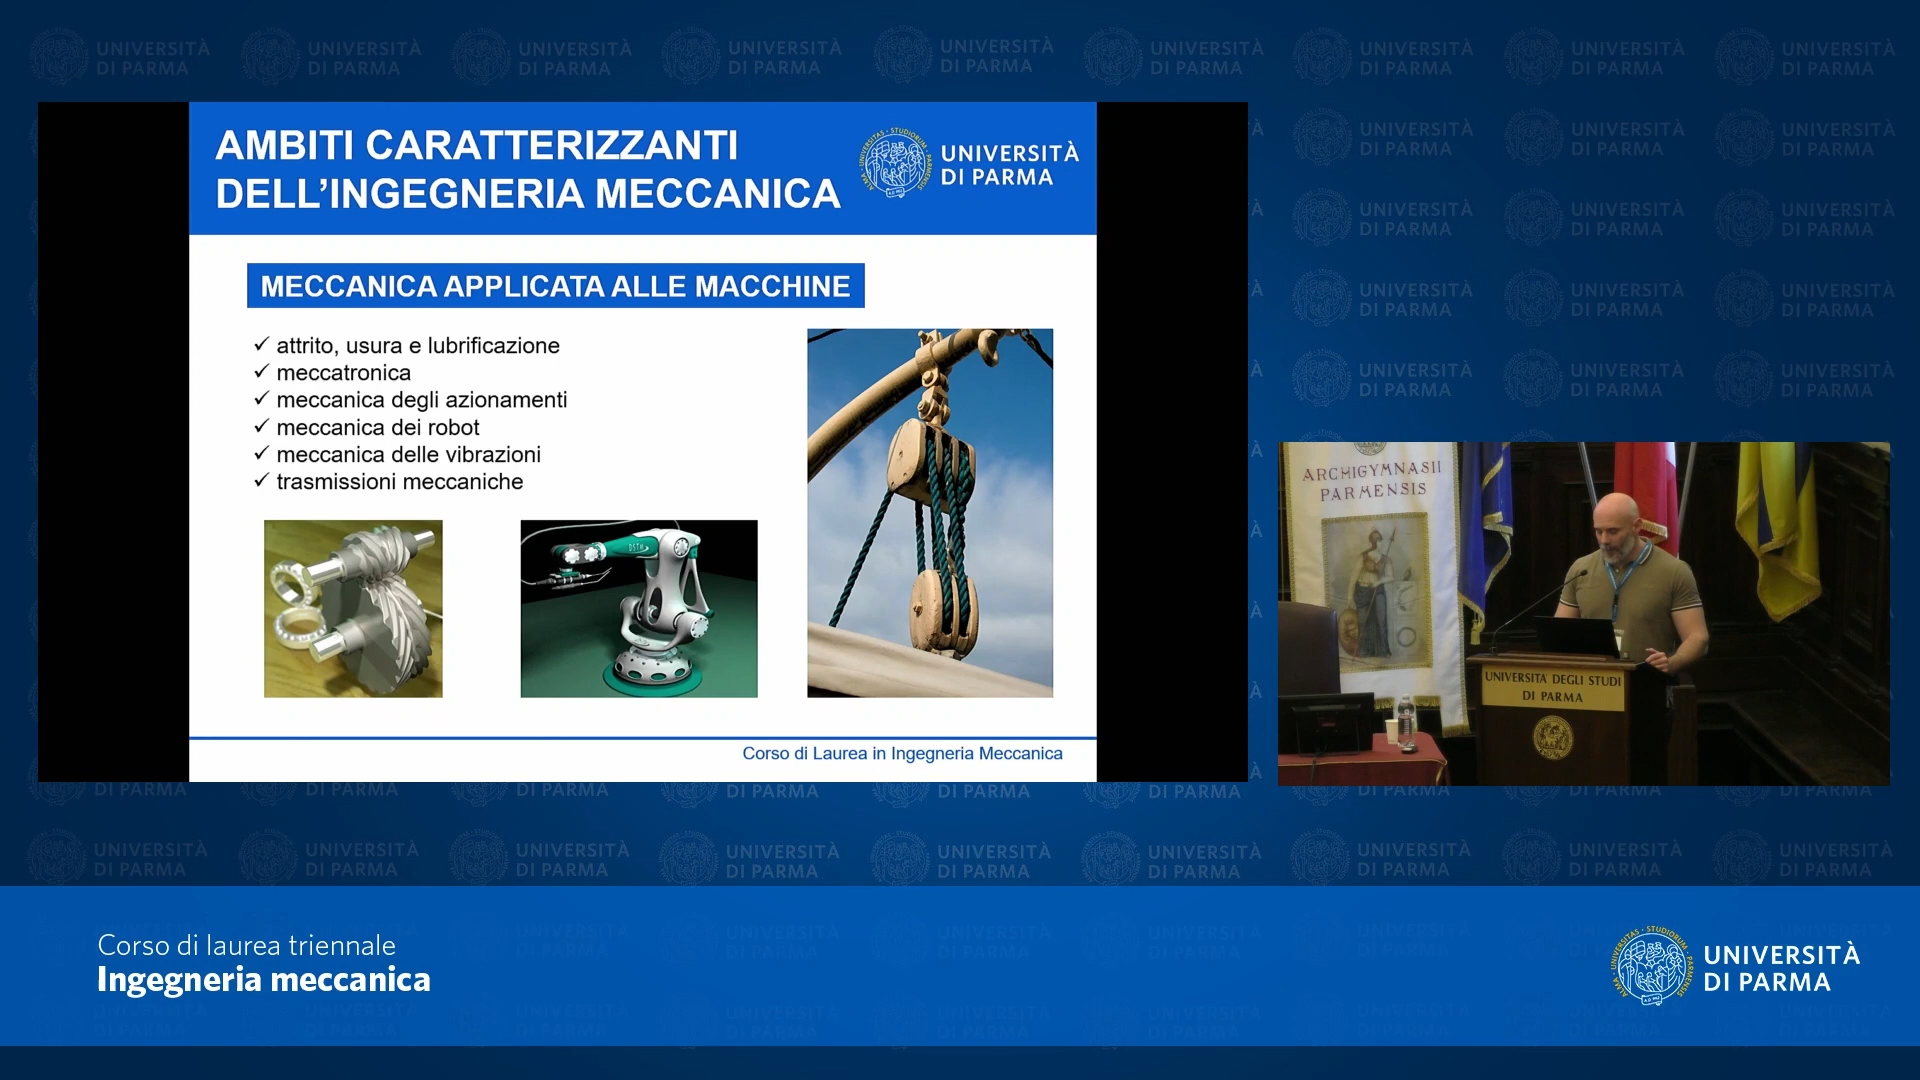 AMBITI CARATTERIZZANTI
DELL'INGEGNERIA MECCANICA
UNIVERSITÀ
DI PARMA
MECCANICA APPLICATA ALLE MACCHINE
✓ attrito, usura e lubrificazione
✓ meccatronica
✓ meccanica degli azionamenti
✓ meccanica dei robot
✓ meccanica delle vibrazioni
✓ trasmissioni meccaniche
Corso di Laurea in Ingegneria Meccanica
ARCHIGYMNASII
PARMENSIS
UNIVERSITA DEGLI STUDI
DI PARMA
Corso di laurea triennale
Ingegneria meccanica
UNIVERSITÀ
DI PARMA